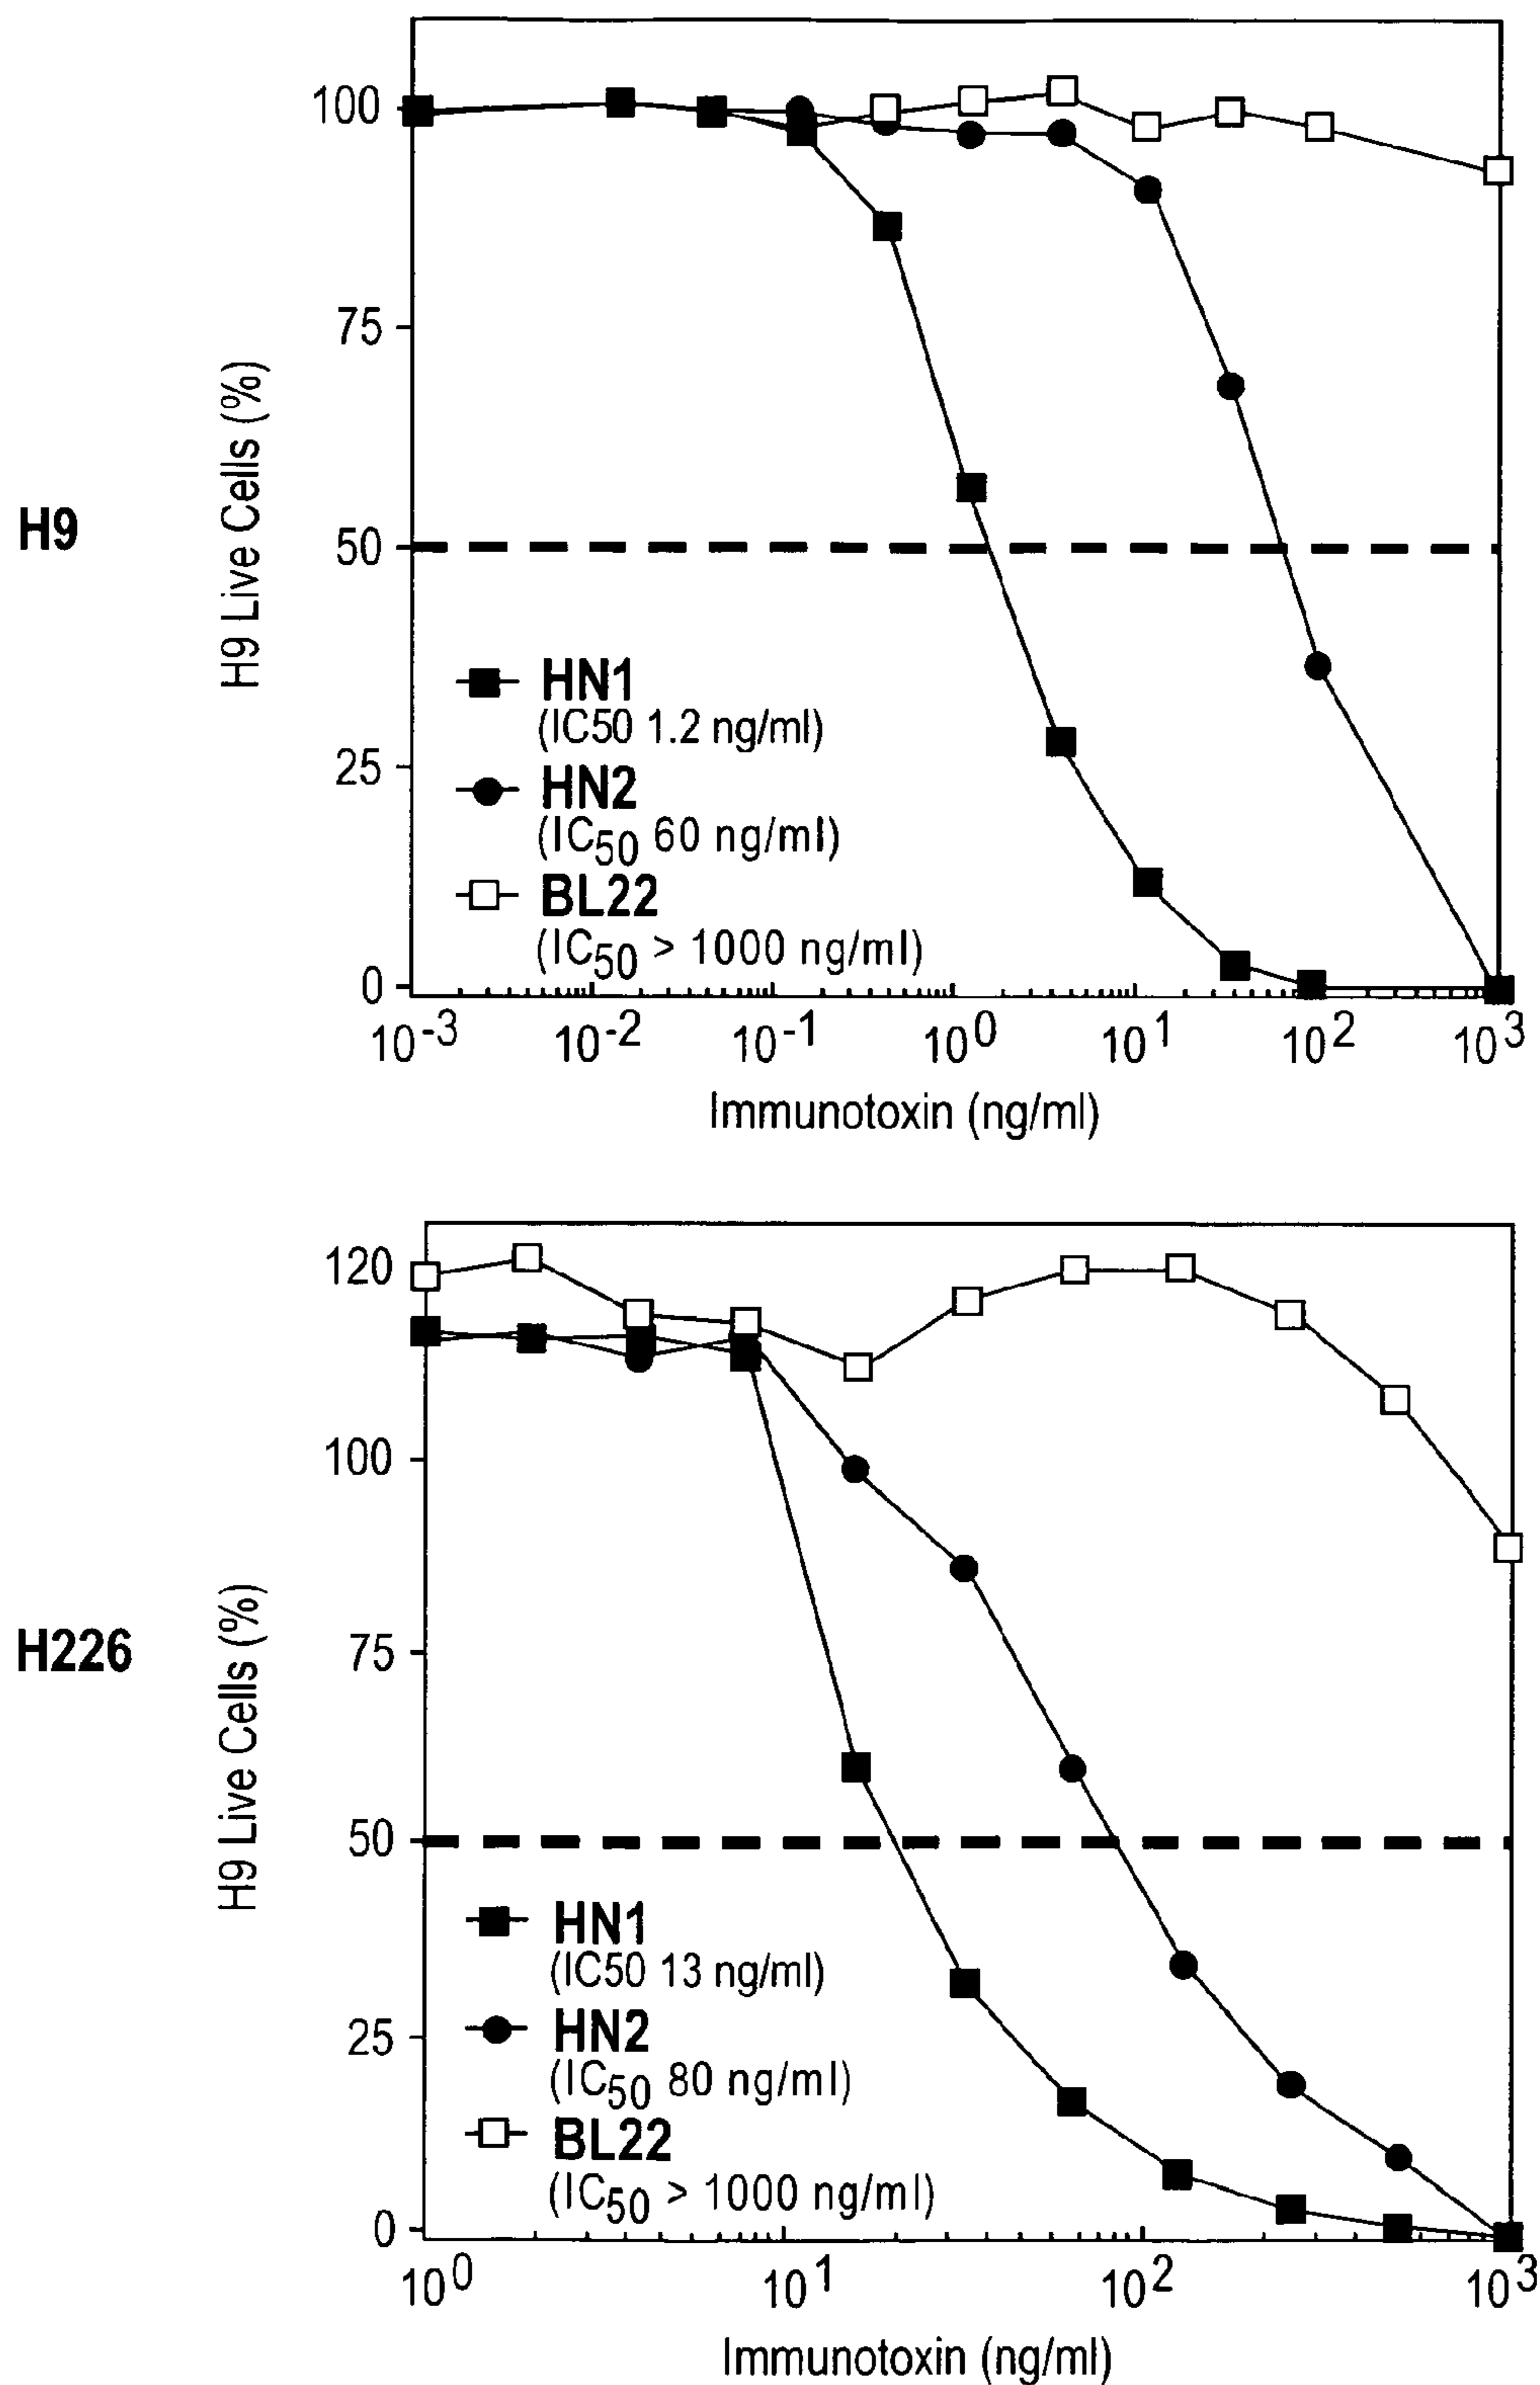 H9
H9 Live Cells (%)
100
75
50
25
0
HN1
(IC50 1.2 ng/ml)
HN2
(IC50 60 ng/ml)
BL22
(IC50 > 1000 ng/ml)
10-3 10-2 10-1 100 101 102 103
Immunotoxin (ng/ml)
H226
H9 Live Cells (%)
120
100
75
50
25
0
HN1
(IC50 13 ng/ml)
HN2
(IC50 80 ng/ml)
BL22
(IC50 > 1000 ng/ml)
100 101 102 103
Immunotoxin (ng/ml)